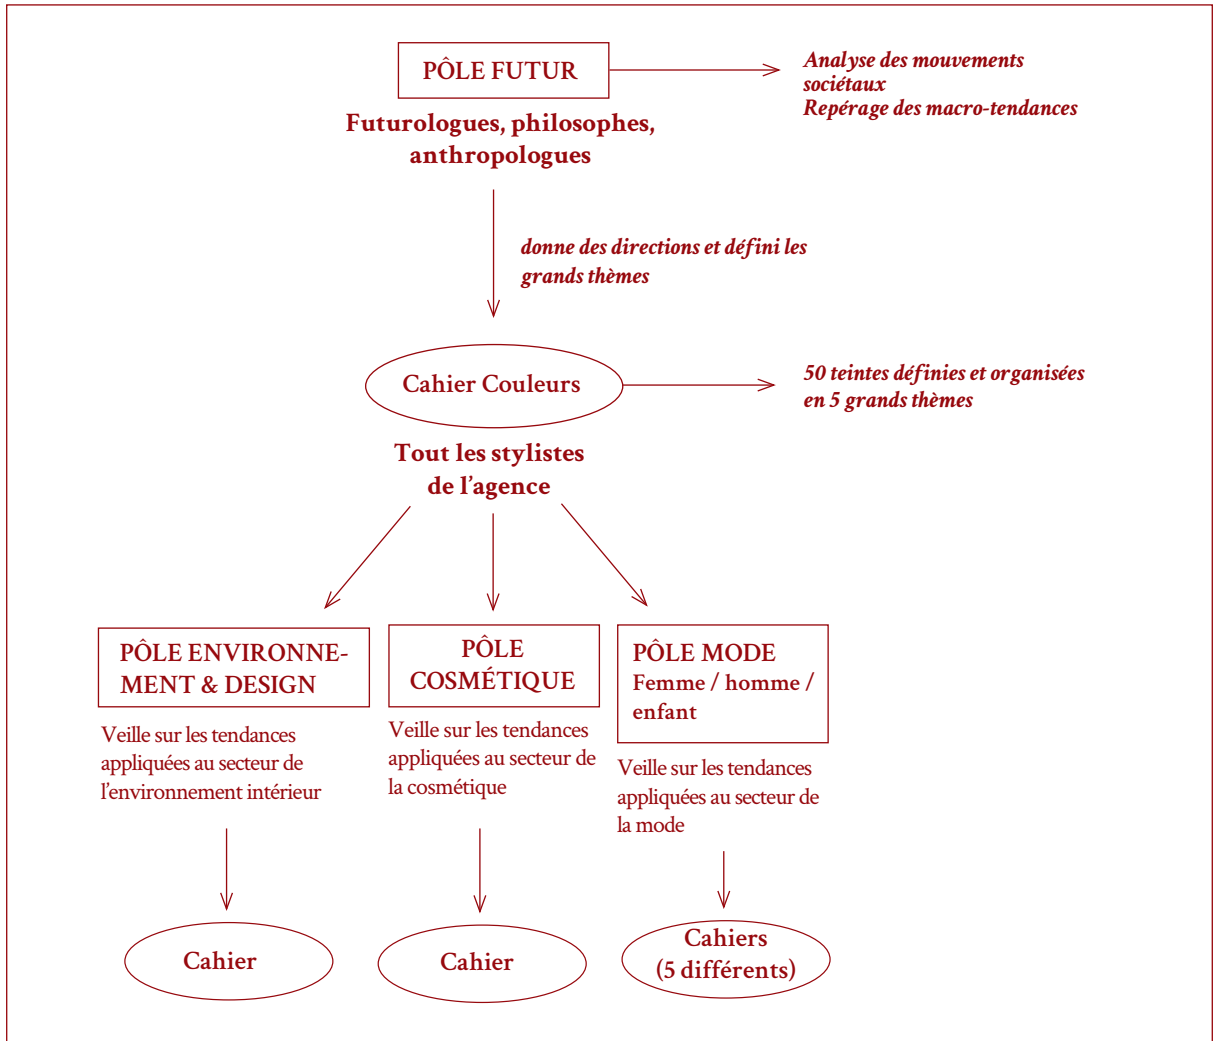 PÔLE FUTUR
Analyse des mouvements
sociétaux
Repérage des macro-tendances
Futurologues, philosophes,
anthropologues
donne des directions et défini les
grands thèmes
Cahier Couleurs
50 teintes définies et organisées
en 5 grands thèmes
Tout les stylistes
de l’agence
PÔLE ENVIRONNE-
MENT & DESIGN
Veille sur les tendances
appliquées au secteur de
l’environnement intérieur
PÔLE
COSMÉTIQUE
Veille sur les tendances
appliquées au secteur de
la cosmétique
PÔLE MODE
Femme / homme /
enfant
Veille sur les tendances
appliquées au secteur de
la mode
Cahier
Cahier
Cahiers
(5 différents)